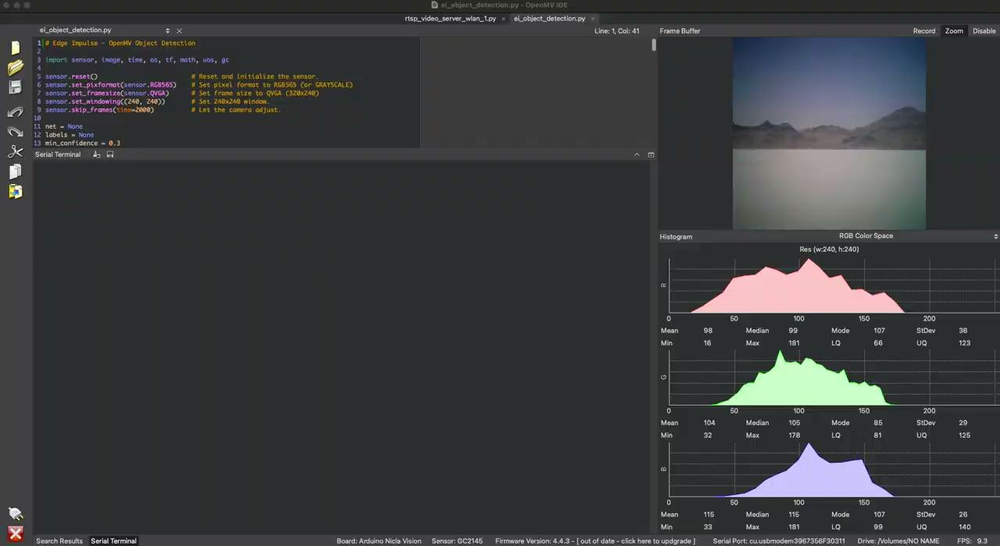 ei_object_detection.py - OpenMV IDE
rtsp_video_server_wlan_1.py × ei_object_detection.py ×
ei_object_detection.py
Line: 1, Col: 41
Frame Buffer Record Zoom Disable
1 # Edge Impulse - OpenMV Object Detection
2
3 import sensor, image, time, os, tf, math, uos, gc
4
5 sensor.reset() # Reset and initialize the sensor.
6 sensor.set_pixformat(sensor.RGB565) # Set pixel format to RGB565 (or GRAYSCALE)
7 sensor.set_framesize(sensor.QVGA) # Set frame size to QVGA (320x240)
8 sensor.set_windowing((240, 240)) # Set 240x240 window.
9 sensor.skip_frames(time=2000) # Let the camera adjust.
10
11 net = None
12 labels = None
13 min_confidence = 0.3
Serial Terminal
Histogram RGB Color Space
Res (w:240, h:240)
R
0 50 100 150 200
Mean 98 Median 99 Mode 107 StDev 36
Min 16 Max 181 LQ 66 UQ 123
G
0 50 100 150 200
Mean 104 Median 105 Mode 85 StDev 29
Min 32 Max 178 LQ 81 UQ 125
B
0 50 100 150 200
Mean 115 Median 115 Mode 107 StDev 26
Min 33 Max 181 LQ 99 UQ 140
Search Results Serial Terminal
Board: Arduino Nicla Vision Sensor: GC2145 Firmware Version: 4.4.3 - [ out of date - click here to updgrade ] Serial Port: cu.usbmodem3967356F30311 Drive: /Volumes/NO NAME FPS: 9.3